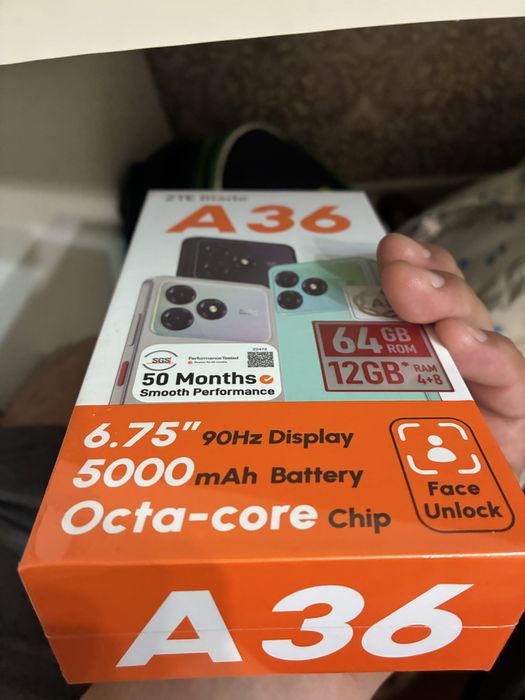 ZTE Blade
A36
SGS
Performance Tested
50 Months
Smooth Performance
64 GB ROM
12GB* RAM 4+8
6.75" 90Hz Display
5000mAh Battery
Octa-core Chip
Face
Unlock
A36